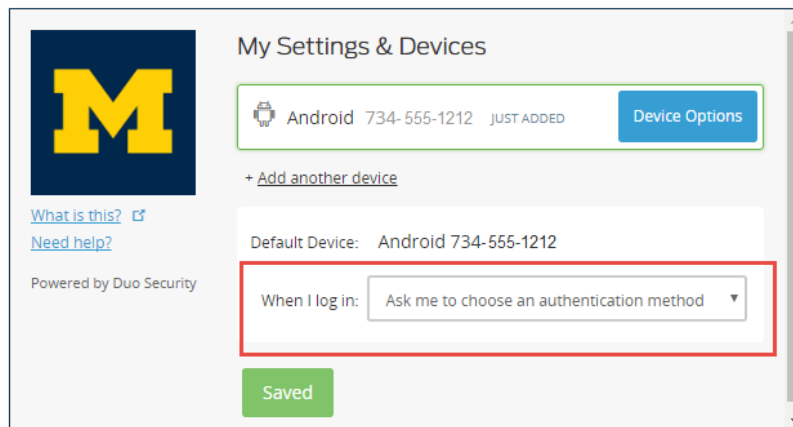 M
My Settings & Devices
Android 734-555-1212 JUST ADDED Device Options
+ Add another device
What is this?
Need help?
Powered by Duo Security
Default Device: Android 734-555-1212
When I log in: Ask me to choose an authentication method
Saved